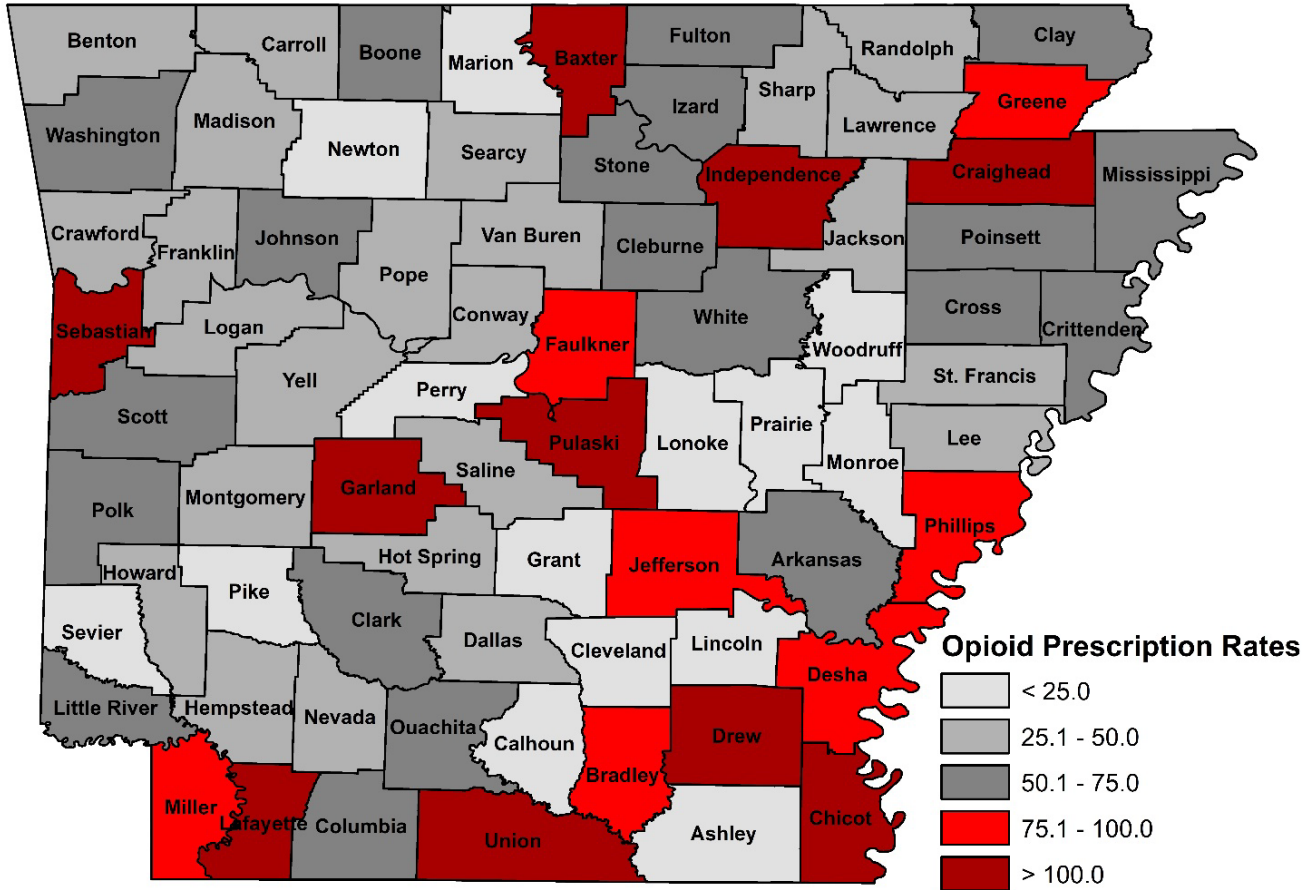 Benton
Carroll
Boone
Marion
Baxter
Fulton
Randolph
Clay
Washington
Madison
Newton
Searcy
Stone
Izard
Sharp
Lawrence
Greene
Independence
Craighead
Mississippi
Crawford
Franklin
Johnson
Pope
Van Buren
Cleburne
Jackson
Poinsett
Sebastian
Logan
Conway
Faulkner
White
Woodruff
Cross
Crittenden
Scott
Yell
Perry
Pulaski
Lonoke
Prairie
Monroe
St. Francis
Lee
Polk
Montgomery
Garland
Saline
Phillips
Howard
Pike
Hot Spring
Grant
Jefferson
Arkansas
Sevier
Clark
Dallas
Cleveland
Lincoln
Desha
Little River
Hempstead
Nevada
Ouachita
Calhoun
Bradley
Drew
Miller
Lafayette
Columbia
Union
Ashley
Chicot
Opioid Prescription Rates
< 25.0
25.1 - 50.0
50.1 - 75.0
75.1 - 100.0
> 100.0